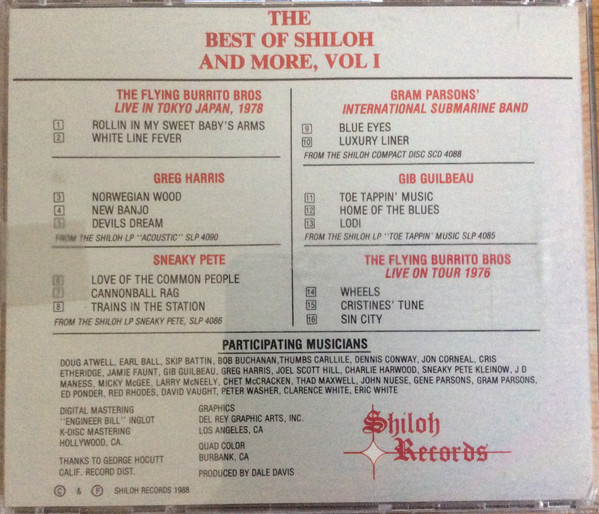 THE
BEST OF SHILOH
AND MORE, VOL I
THE FLYING BURRITO BROS
LIVE IN TOKYO JAPAN, 1978
1 ROLLIN IN MY SWEET BABY'S ARMS
2 WHITE LINE FEVER
GREG HARRIS
3 NORWEGIAN WOOD
4 NEW BANJO
5 DEVILS DREAM
FROM THE SHILOH LP "ACOUSTIC" SLP 4090
SNEAKY PETE
6 LOVE OF THE COMMON PEOPLE
7 CANNONBALL RAG
8 TRAINS IN THE STATION
FROM THE SHILOH LP SNEAKY PETE, SLP 4086
GRAM PARSONS'
INTERNATIONAL SUBMARINE BAND
9 BLUE EYES
10 LUXURY LINER
FROM THE SHILOH COMPACT DISC SCD 4088
GIB GUILBEAU
11 TOE TAPPIN' MUSIC
12 HOME OF THE BLUES
13 LODI
FROM THE SHILOH LP "TOE TAPPIN' MUSIC SLP 4085
THE FLYING BURRITO BROS
LIVE ON TOUR 1976
14 WHEELS
15 CRISTINES' TUNE
16 SIN CITY
PARTICIPATING MUSICIANS
DOUG ATWELL, EARL BALL, SKIP BATTIN, BOB BUCHANAN,THUMBS CARLLILE, DENNIS CONWAY, JON CORNEAL, CRIS
ETHERIDGE, JAMIE FAUNT, GIB GUILBEAU, GREG HARRIS, JOEL SCOTT HILL, CHARLIE HARWOOD, SNEAKY PETE KLEINOW, J D
MANESS, MICKY McGEE, LARRY McNEELY, CHET McCRACKEN, THAD MAXWELL, JOHN NUESE, GENE PARSONS, GRAM PARSONS,
ED PONDER, RED RHODES, DAVID VAUGHT, PETER WASHER, CLARENCE WHITE, ERIC WHITE
DIGITAL MASTERING
"ENGINEER BILL" INGLOT
K-DISC MASTERING
HOLLYWOOD, CA.
THANKS TO GEORGE HOCUTT
CALIF. RECORD DIST.
© & ℗ SHILOH RECORDS 1988
GRAPHICS
DEL REY GRAPHIC ARTS, INC.
LOS ANGELES, CA
QUAD COLOR
BURBANK, CA
PRODUCED BY DALE DAVIS
Shiloh
Records